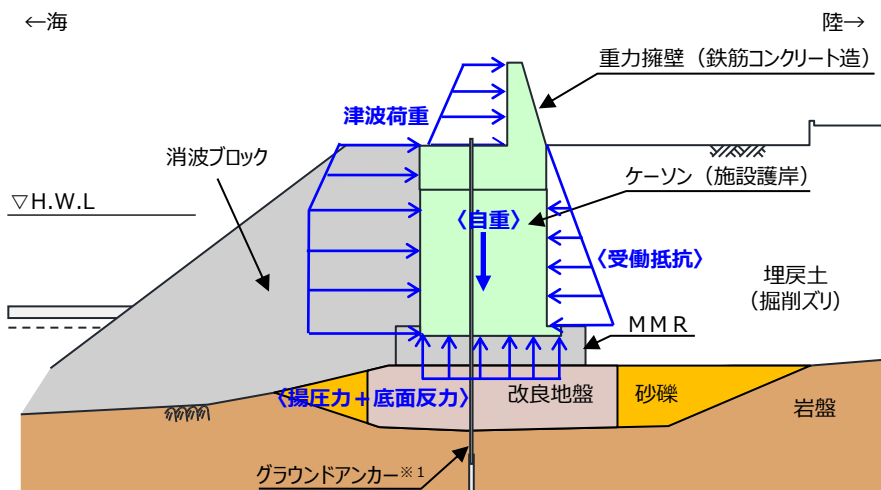 ←海
陸→
重力擁壁（鉄筋コンクリート造）
津波荷重
消波ブロック
ケーソン（施設護岸）
▽H.W.L
〈自重〉
〈受働抵抗〉
埋戻土
（掘削ズリ）
ＭＭＲ
〈揚圧力＋底面反力〉
改良地盤
砂礫
岩盤
グラウンドアンカー※１